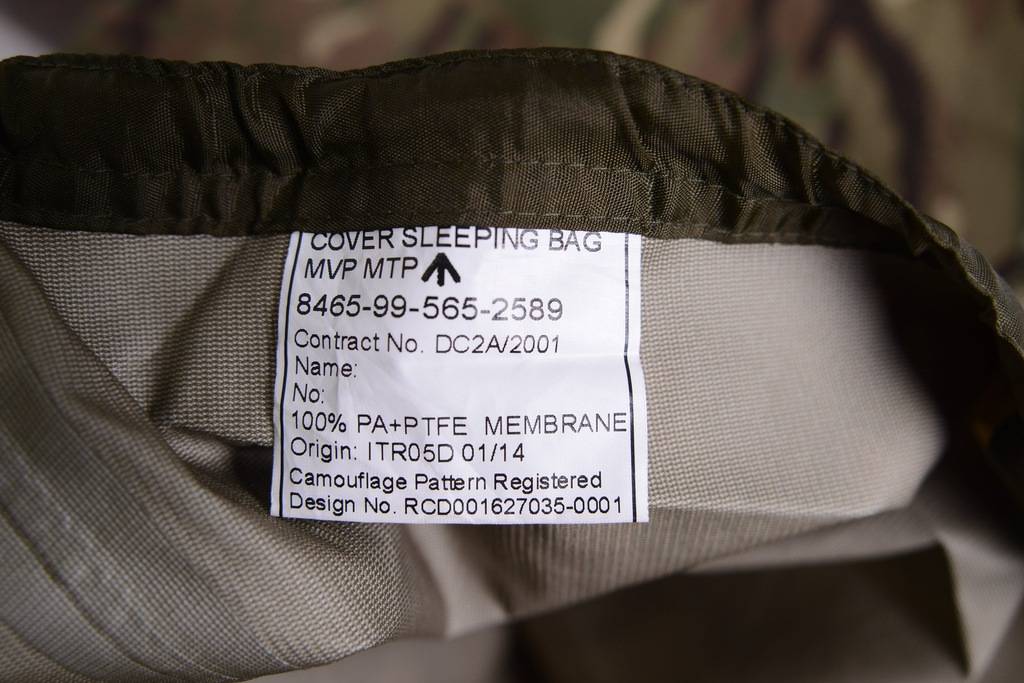 COVER SLEEPING BAG
MVP MTP
8465-99-565-2589
Contract No. DC2A/2001
Name:
No:
100% PA+PTFE MEMBRANE
Origin: ITR05D 01/14
Camouflage Pattern Registered
Design No. RCD001627035-0001